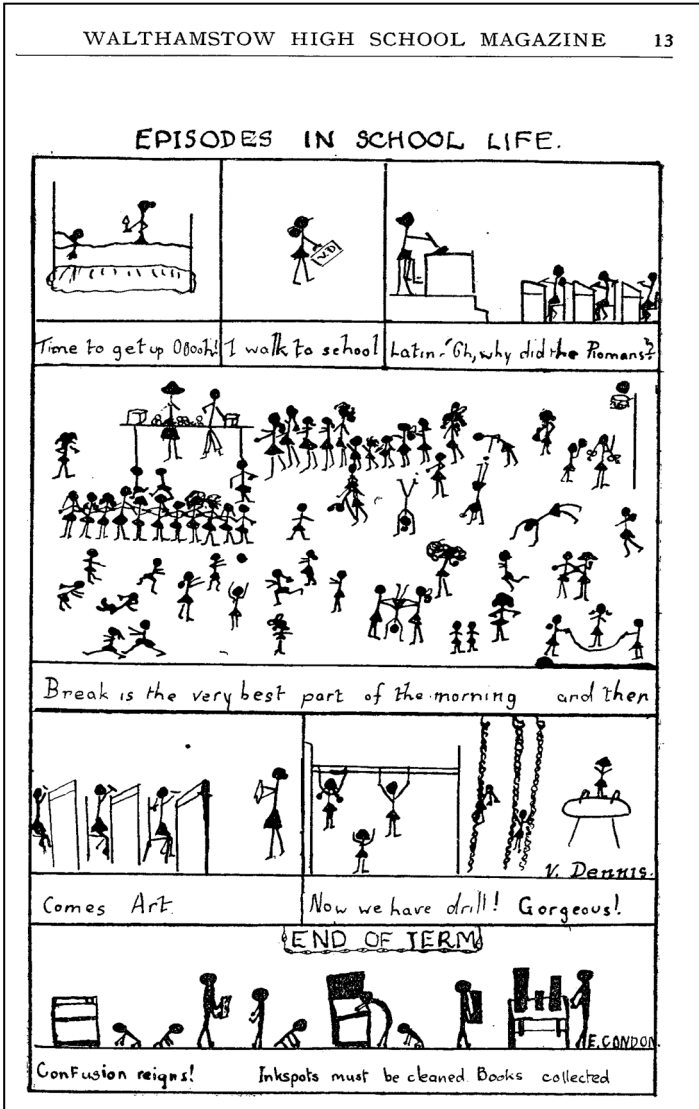 WALTHAMSTOW HIGH SCHOOL MAGAZINE 13
EPISODES IN SCHOOL LIFE.
V.D
Time to get up Ooooh!
I walk to school
Latin-"Oh, why did the Romans"?
Break is the very best part of the morning and then
V. Dennis.
Comes Art.
Now we have drill! Gorgeous!
END OF TERM
E. CONDON.
Confusion reigns! Inkspots must be cleaned. Books collected